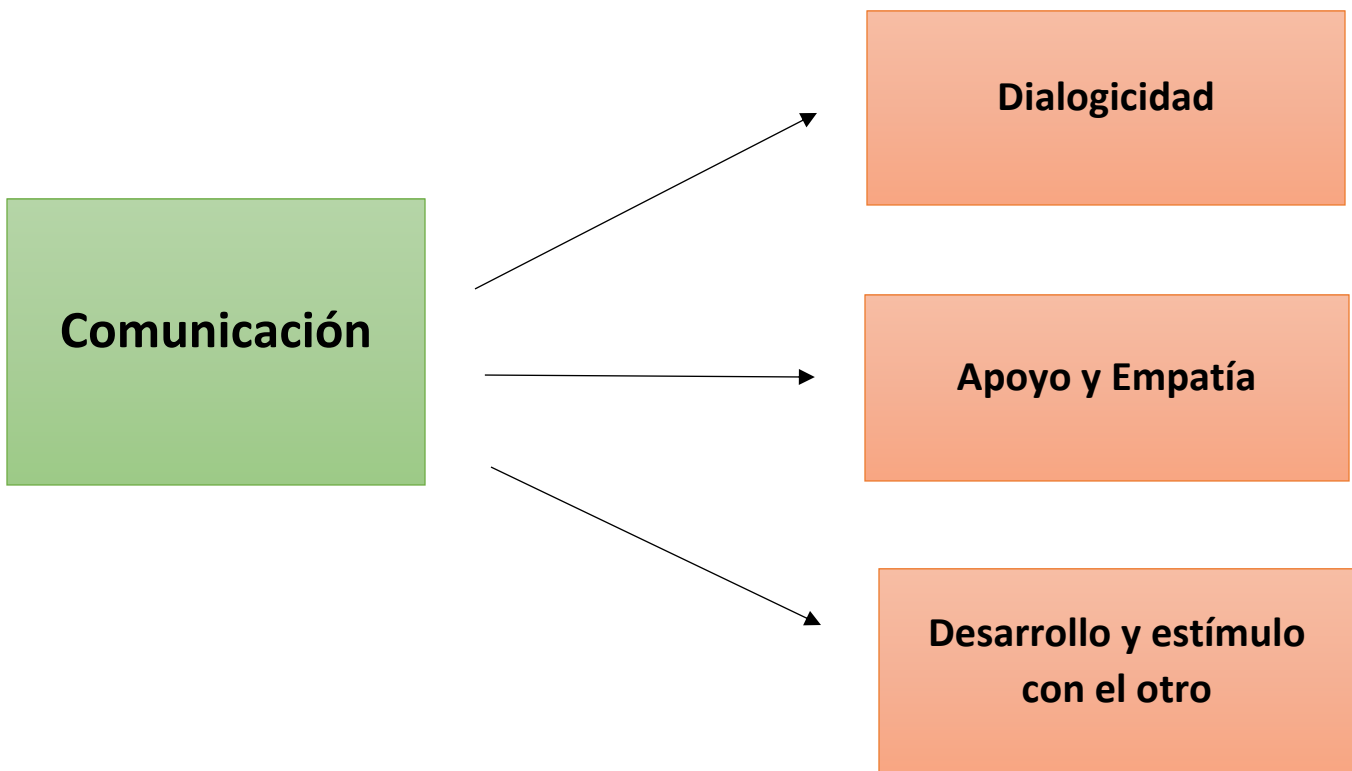 Dialogicidad
Comunicación
Apoyo y Empatía
Desarrollo y estímulo
con el otro